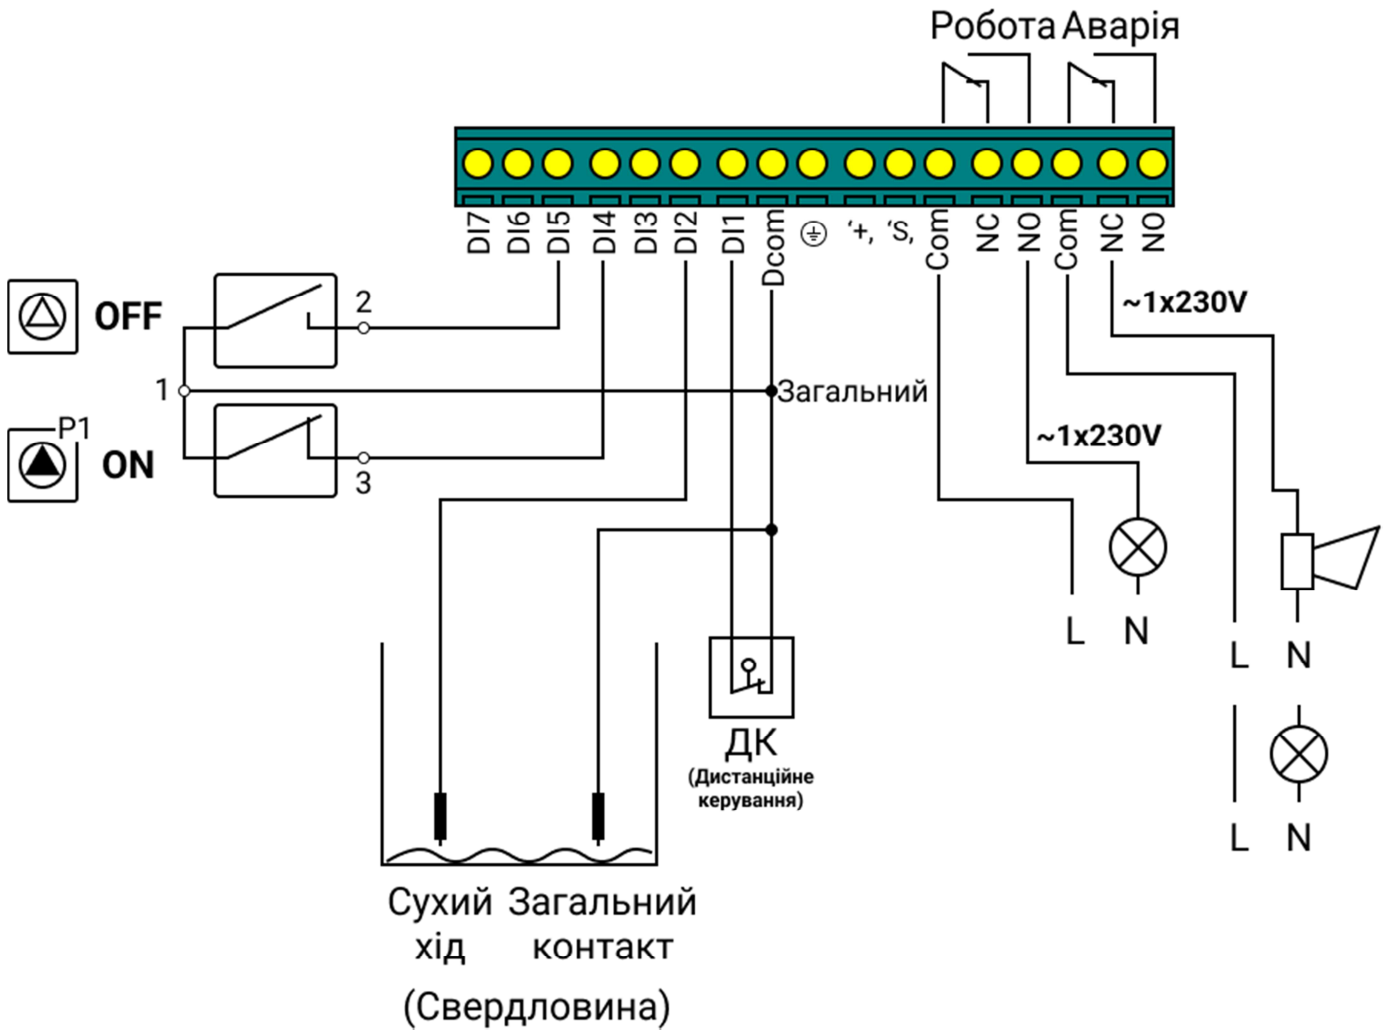 Робота Аварія
DI7 DI6 DI5 DI4 DI3 DI2 DI1 Dcom ‘+, ‘S, Com NC NO Com NC NO
OFF
2
~1x230V
1
Загальний
P1
ON
3
~1x230V
L N
L N
ДК
(Дистанційне
керування)
L N
Сухий Загальний
хід контакт
(Свердловина)